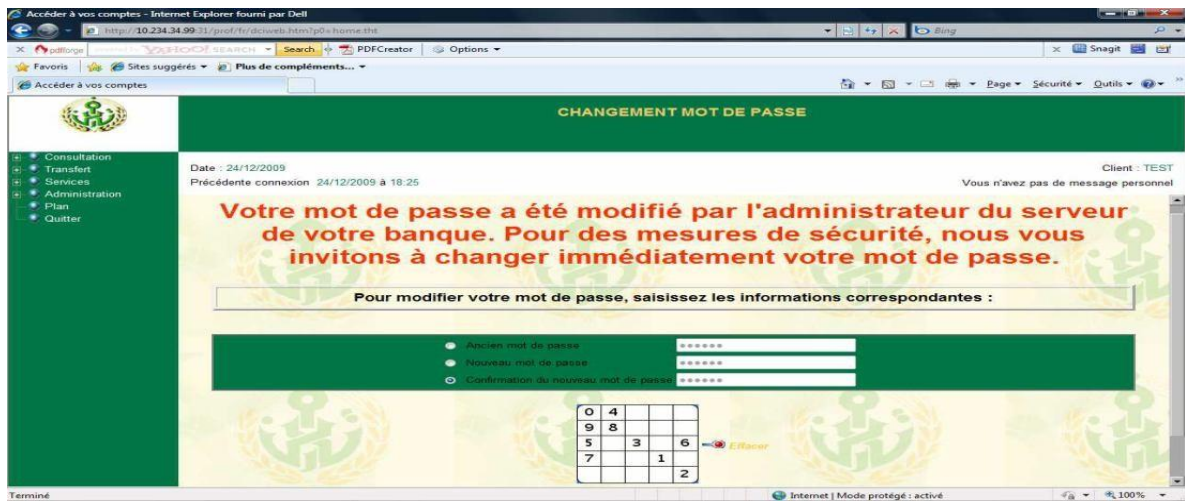 Accéder à vos comptes - Internet Explorer fourni par Dell
http://10.234.34.99:31/prof/fr/dciweb.htm?p0=home.tht
Bing
pdfforge
YAHOO! SEARCH
Search
PDFCreator
Options
Snagit
Favoris
Sites suggérés
Plus de compléments...
Accéder à vos comptes
Page
Sécurité
Outils
CHANGEMENT MOT DE PASSE
Consultation
Transfert
Services
Administration
Plan
Quitter
Date : 24/12/2009
Client : TEST
Précédente connexion 24/12/2009 à 18:25
Vous n'avez pas de message personnel
Votre mot de passe a été modifié par l'administrateur du serveur
de votre banque. Pour des mesures de sécurité, nous vous
invitons à changer immédiatement votre mot de passe.
Pour modifier votre mot de passe, saisissez les informations correspondantes :
Ancien mot de passe
Nouveau mot de passe
Confirmation du nouveau mot de passe
0 4
9 8
5 3 6
Effacer
7 1
2
Terminé
Internet | Mode protégé : activé
100%